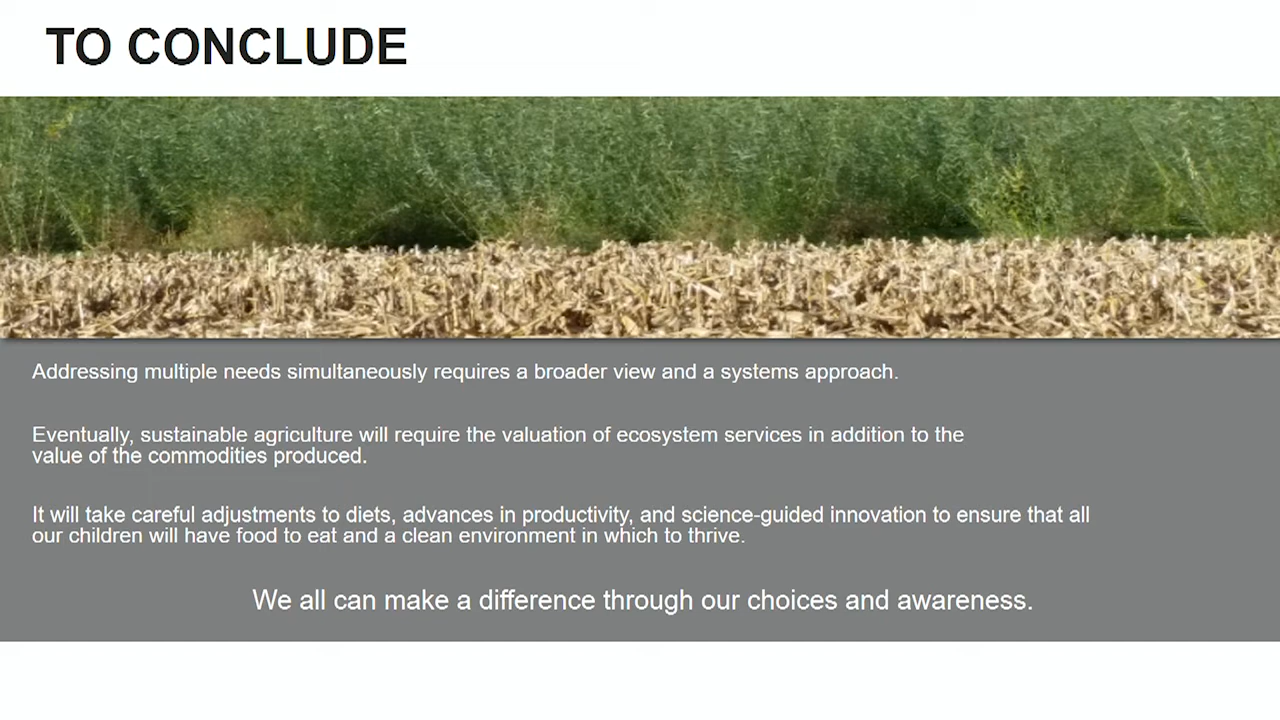 TO CONCLUDE
Addressing multiple needs simultaneously requires a broader view and a systems approach.
Eventually, sustainable agriculture will require the valuation of ecosystem services in addition to the
value of the commodities produced.
It will take careful adjustments to diets, advances in productivity, and science-guided innovation to ensure that all
our children will have food to eat and a clean environment in which to thrive.
We all can make a difference through our choices and awareness.